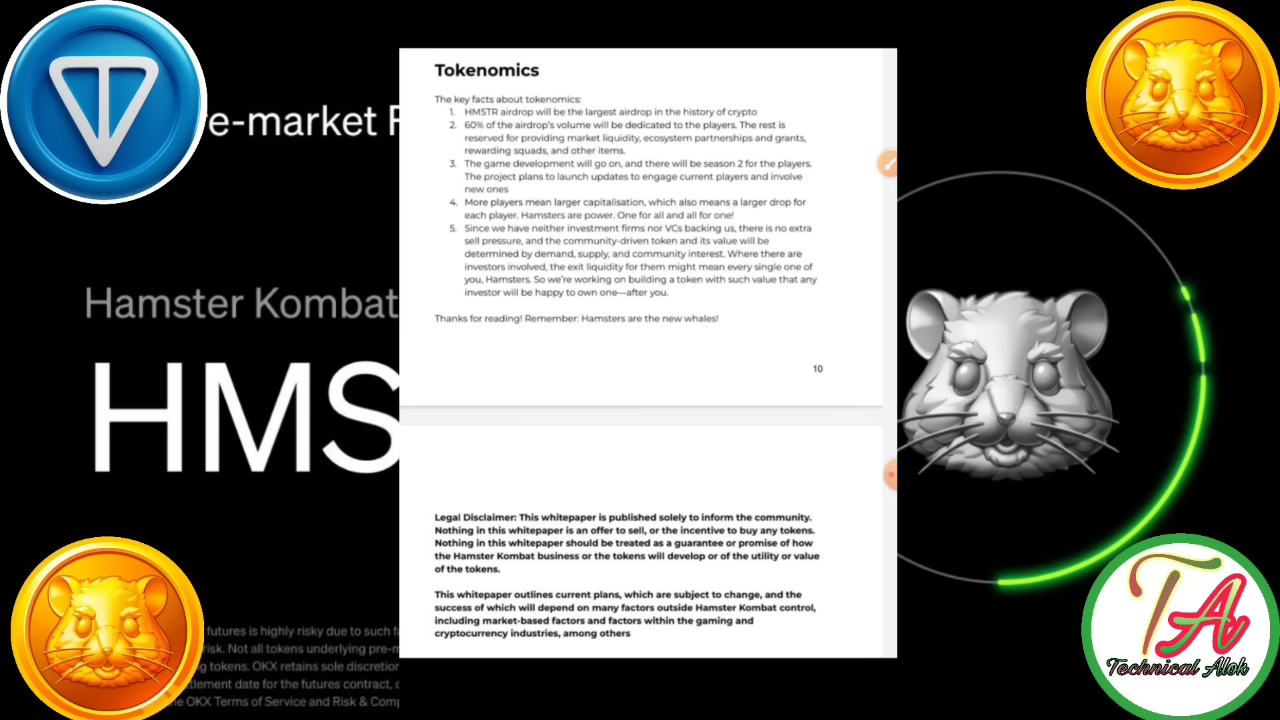 e-market
Hamster Kombat
HMS
futures is highly risky due to such
risk. Not all tokens underlying
tokens. OKX retains sole
date for the futures contract,
OKX Terms of Service and Risk &
Tokenomics
The key facts about tokenomics:
1. HMSTR airdrop will be the largest airdrop in the history of crypto
2. 60% of the airdrop's volume will be dedicated to the players. The rest is
reserved for providing market liquidity, ecosystem partnerships and grants,
rewarding squads, and other items.
3. The game development will go on, and there will be season 2 for the players.
The project plans to launch updates to engage current players and involve
new ones
4. More players mean larger capitalisation, which also means a larger drop for
each player. Hamsters are power. One for all and all for one!
5. Since we have neither investment firms nor VCs backing us, there is no extra
sell pressure, and the community-driven token and its value will be
determined by demand, supply, and community interest. Where there are
investors involved, the exit liquidity for them might mean every single one of
you, Hamsters. So we're working on building a token with such value that any
investor will be happy to own one—after you.
Thanks for reading! Remember: Hamsters are the new whales!
10
Legal Disclaimer: This whitepaper is published solely to inform the community.
Nothing in this whitepaper is an offer to sell, or the incentive to buy any tokens.
Nothing in this whitepaper should be treated as a guarantee or promise of how
the Hamster Kombat business or the tokens will develop or of the utility or value
of the tokens.
This whitepaper outlines current plans, which are subject to change, and the
success of which will depend on many factors outside Hamster Kombat control,
including market-based factors and factors within the gaming and
cryptocurrency industries, among others
TA
Technical Alok